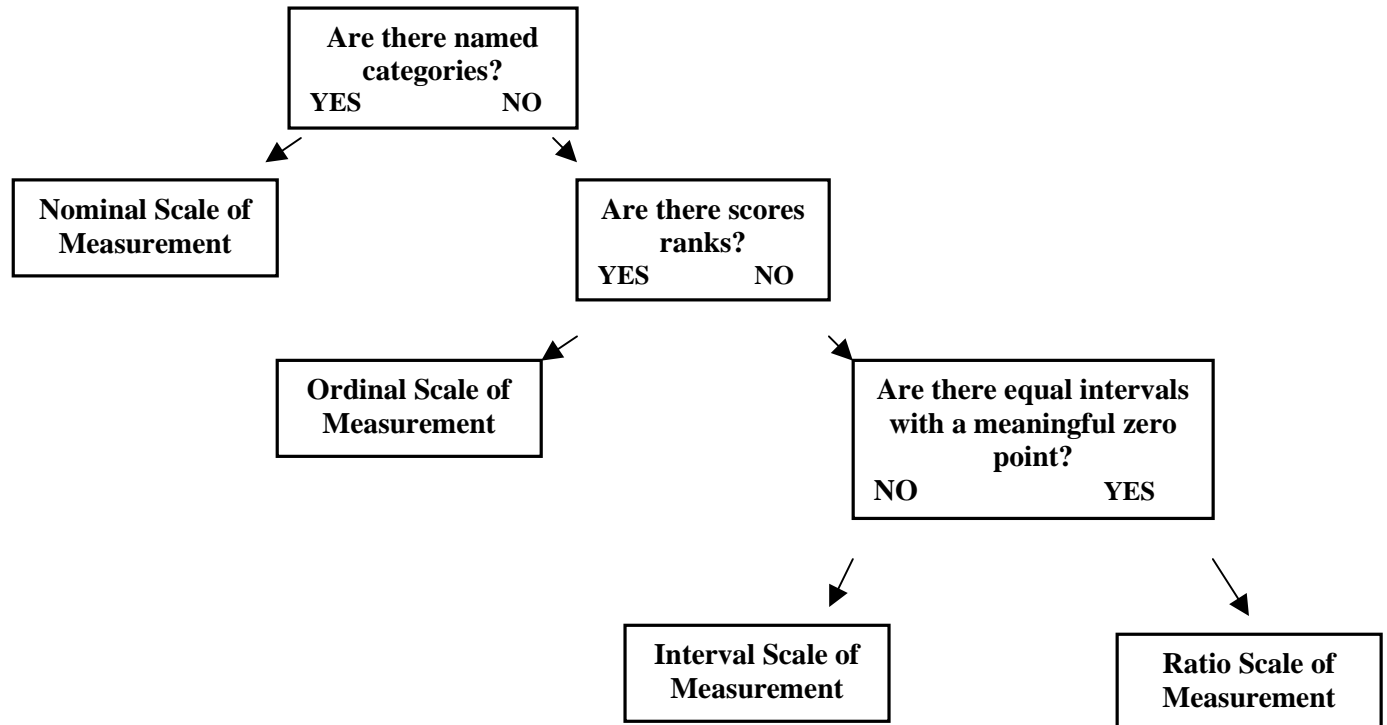 Are there named
categories?
YES NO
Nominal Scale of
Measurement
Are there scores
ranks?
YES NO
Ordinal Scale of
Measurement
Are there equal intervals
with a meaningful zero
point?
NO YES
Interval Scale of
Measurement
Ratio Scale of
Measurement